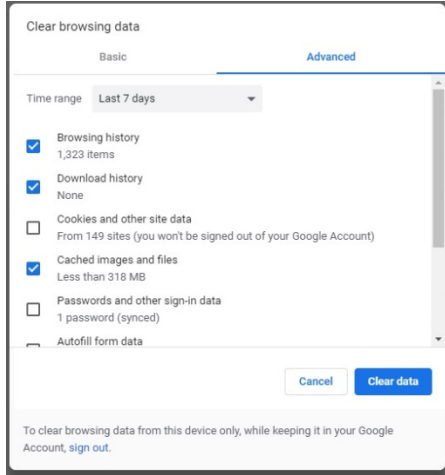 Clear browsing data
Basic
Advanced
Time range
Last 7 days
Browsing history
1,323 items
Download history
None
Cookies and other site data
From 149 sites (you won't be signed out of your Google Account)
Cached images and files
Less than 318 MB
Passwords and other sign-in data
1 password (synced)
Autofill form data
Cancel
Clear data
To clear browsing data from this device only, while keeping it in your Google
Account, sign out.